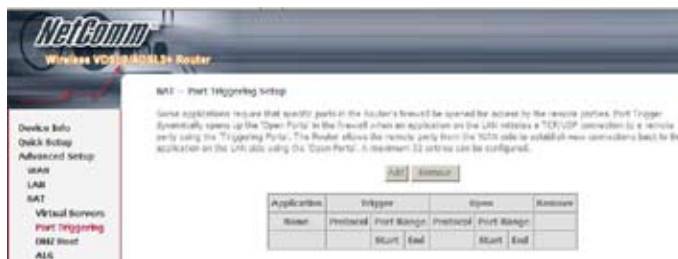 NetComm
Wireless VDSL2/ADSL2+ Router
NAT -- Port Triggering Setup
Some applications require that specific ports in the Router's firewall be opened for access by the remote parties. Port Trigger
dynamically opens up the 'Open Ports' in the firewall when an application on the LAN initiates a TCP/UDP connection to a remote
party using the 'Triggering Ports'. The Router allows the remote party from the WAN side to establish new connections back to the
application on the LAN side using the 'Open Ports'. A maximum 32 entries can be configured.
Device Info
Quick Setup
Advanced Setup
WAN
LAN
NAT
Virtual Servers
Port Triggering
DMZ Host
ALG
Add Remove
Application Trigger Open Remove
Name Protocol Port Range Protocol Port Range
Start End Start End